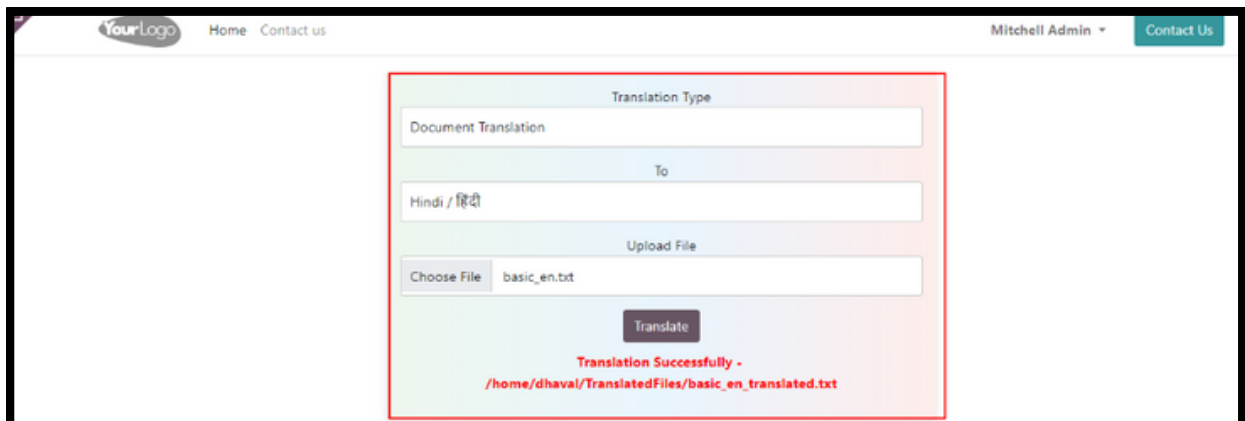 YourLogo Home Contact us Mitchell Admin Contact Us
Translation Type
Document Translation
To
Hindi / हिंदी
Upload File
Choose File basic_en.txt
Translate
Translation Successfully -
/home/dhaval/TranslatedFiles/basic_en_translated.txt